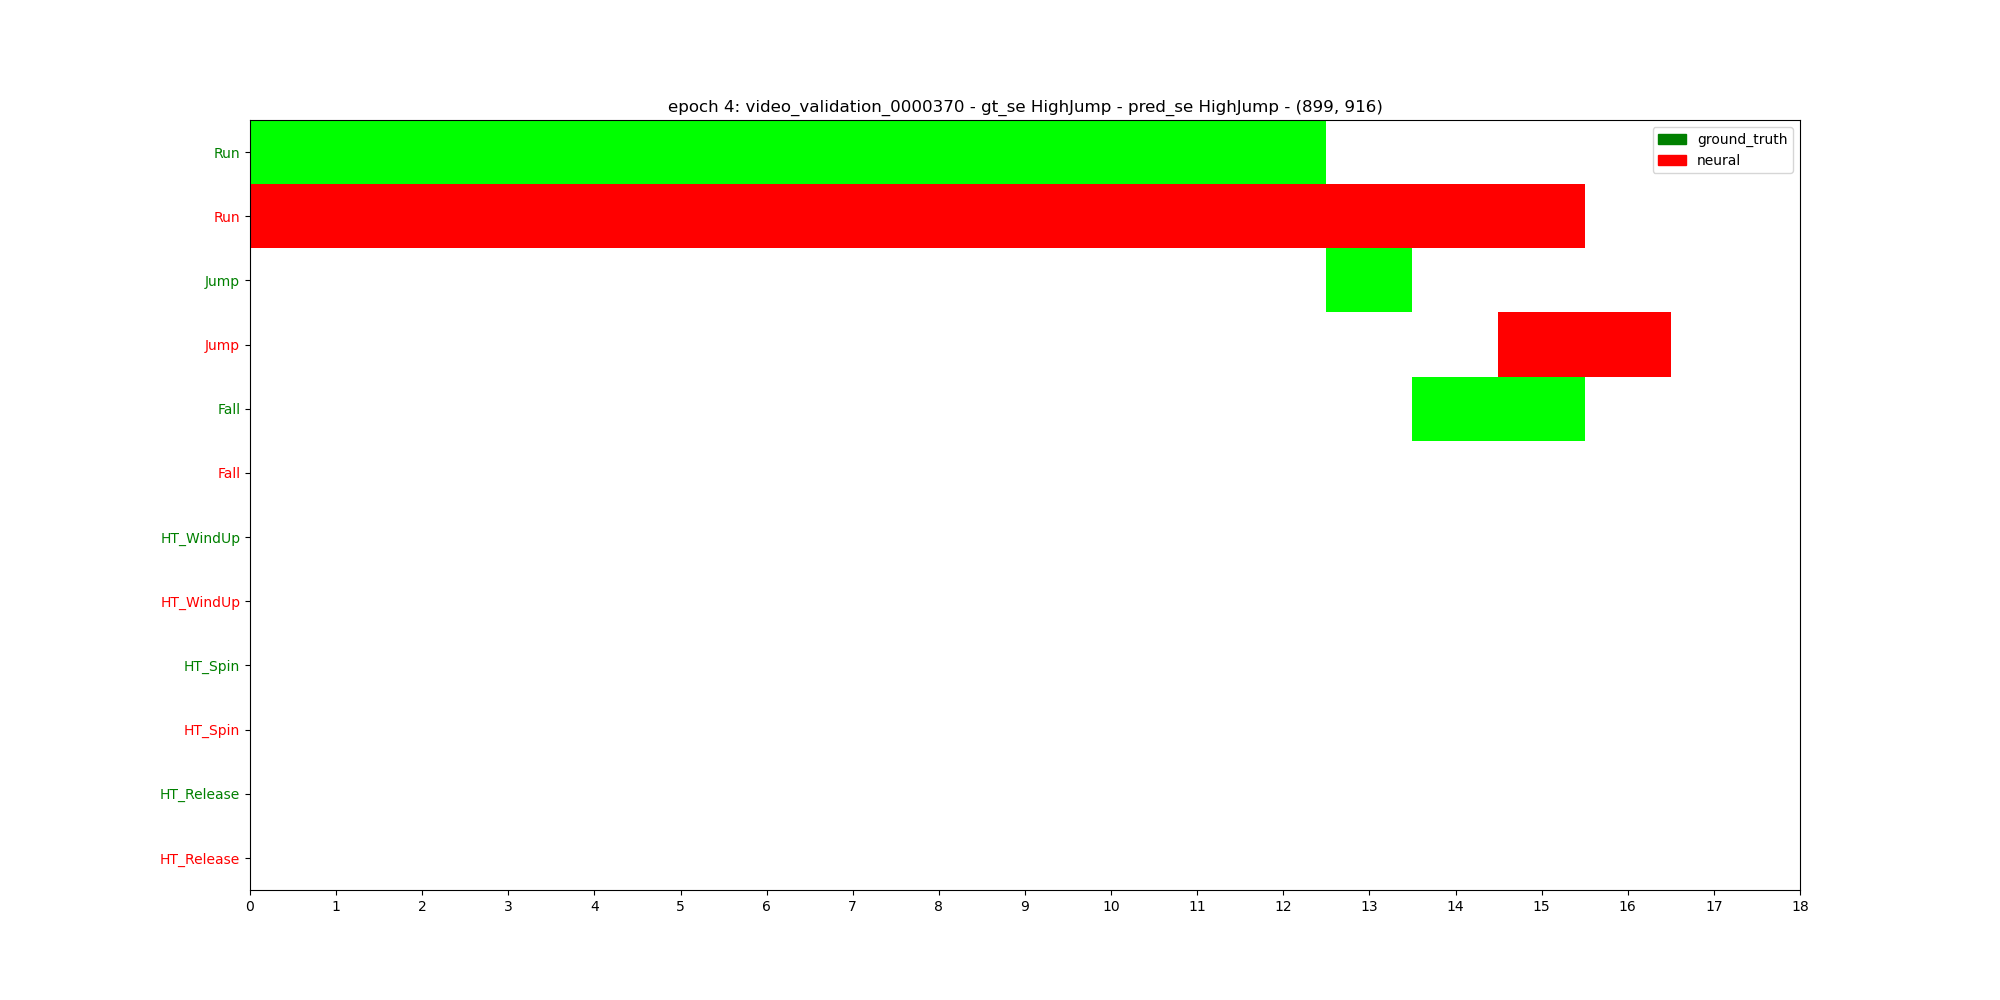 epoch 4: video_validation_0000370 - gt_se HighJump - pred_se HighJump - (899, 916)
ground_truth
neural
Run
Run
Jump
Jump
Fall
Fall
HT_WindUp
HT_WindUp
HT_Spin
HT_Spin
HT_Release
HT_Release
0 1 2 3 4 5 6 7 8 9 10 11 12 13 14 15 16 17 18